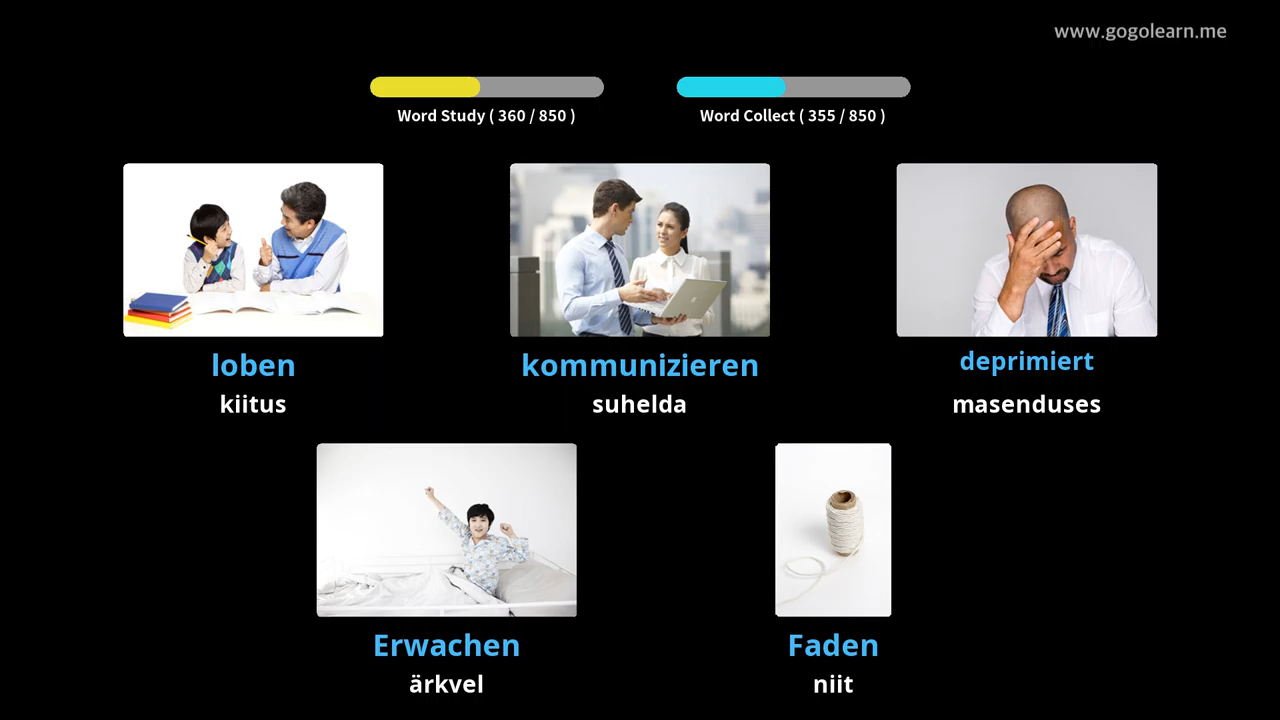 www.gogolearn.me
Word Study ( 360 / 850 )
Word Collect ( 355 / 850 )
loben
kiitus
kommunizieren
suhelda
deprimiert
masenduses
Erwachen
ärkvel
Faden
niit